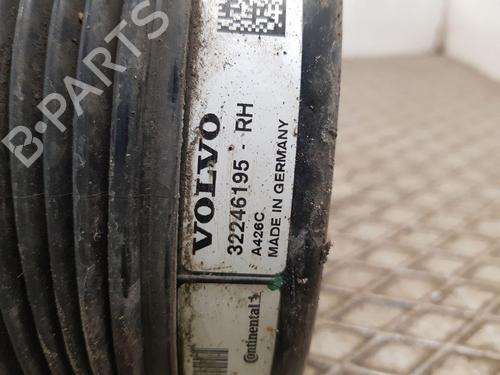 VOLVO
32246195 - RH
A426C
MADE IN GERMANY
Continental
B-PARTS